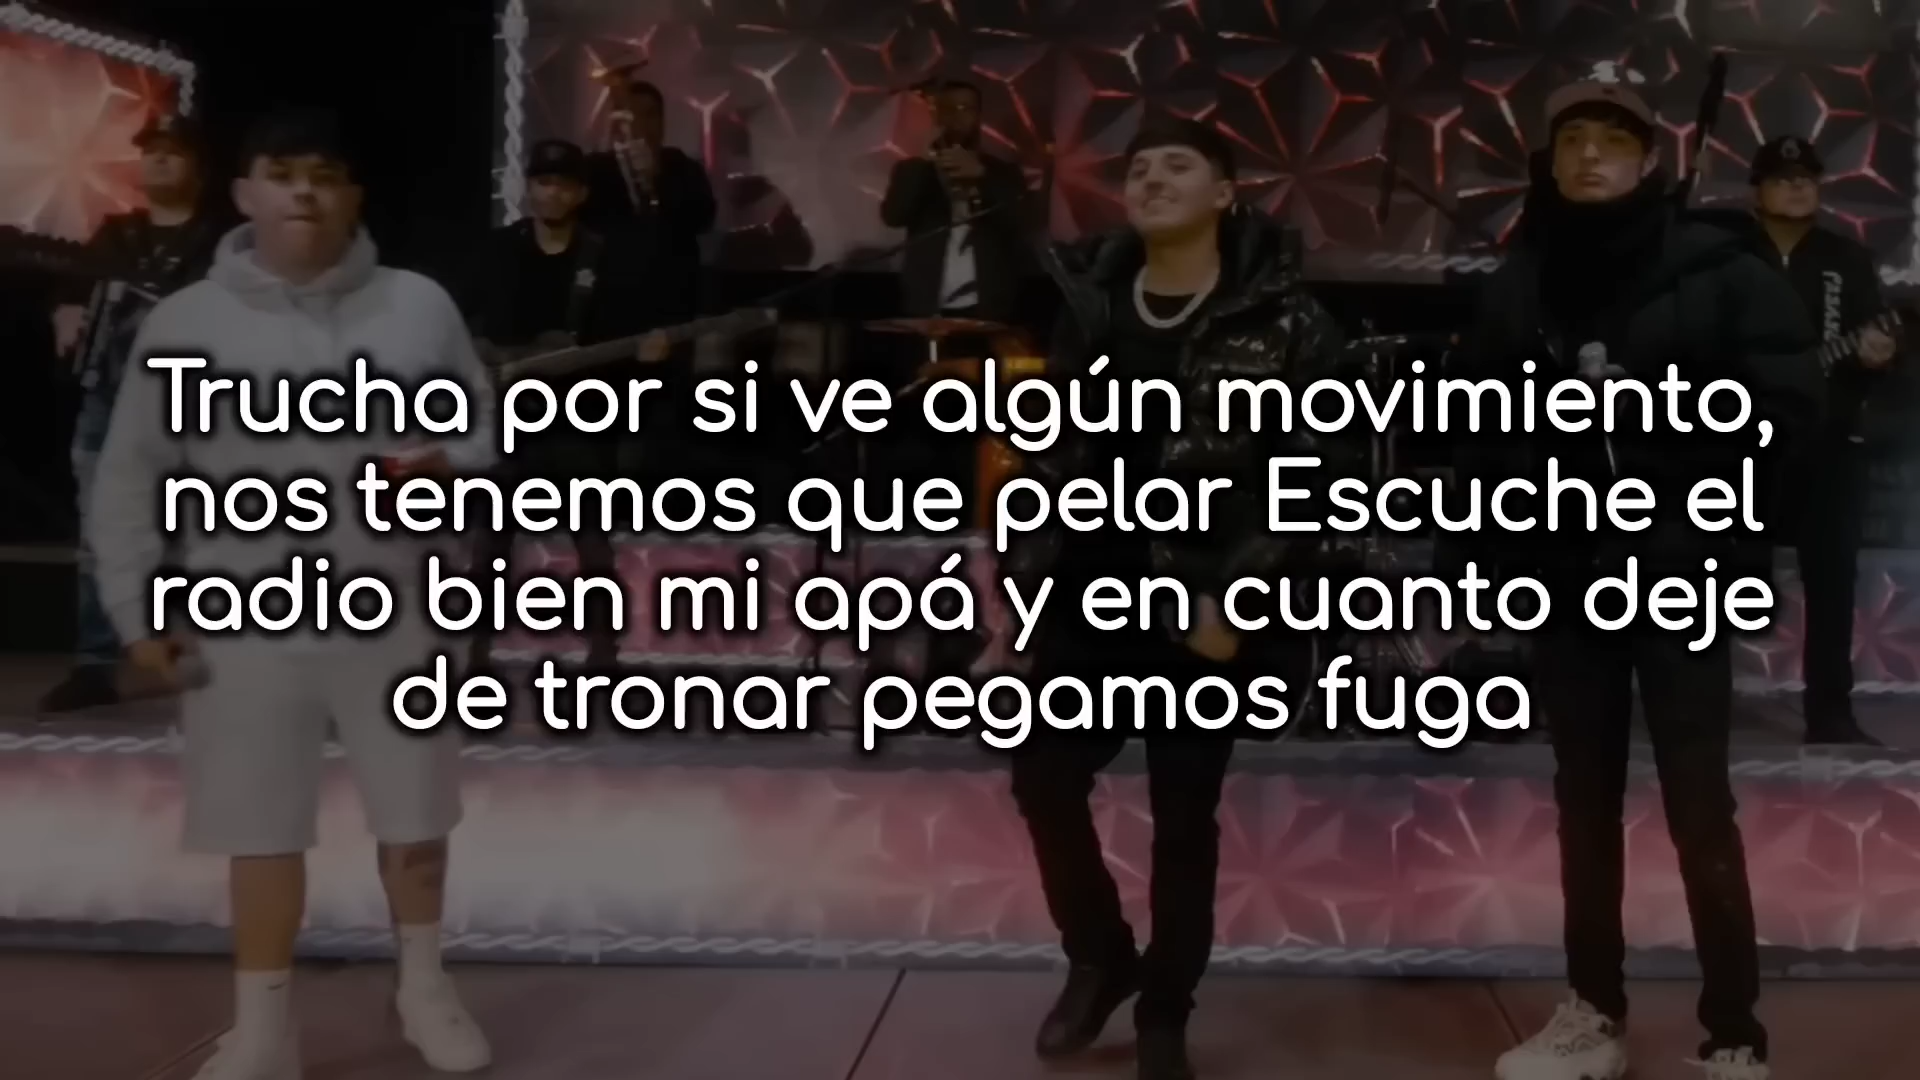 Trucha por si ve algún movimiento,
nos tenemos que pelar Escuche el
radio bien mi apá y en cuanto deje
de tronar pegamos fuga